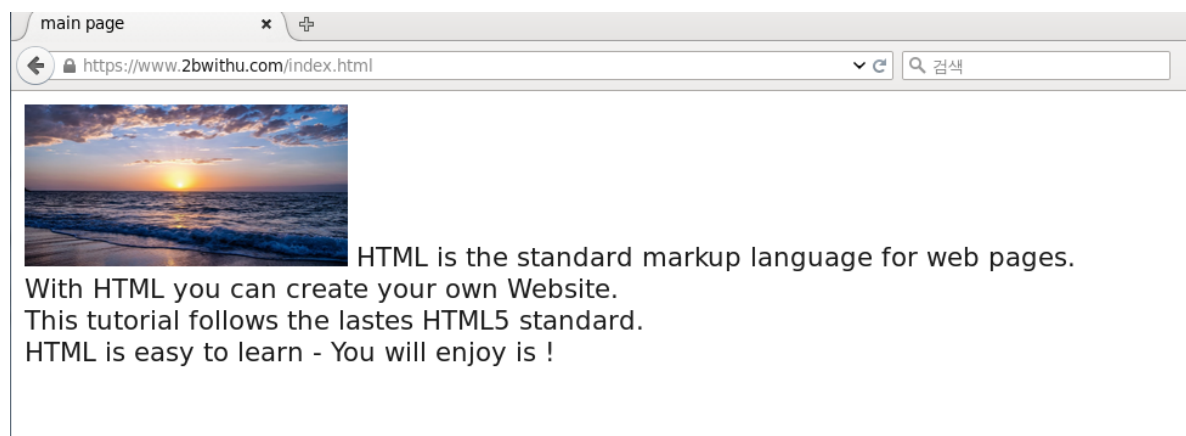 main page
https://www.2bwithu.com/index.html
검색
HTML is the standard markup language for web pages.
With HTML you can create your own Website.
This tutorial follows the lastes HTML5 standard.
HTML is easy to learn - You will enjoy is !